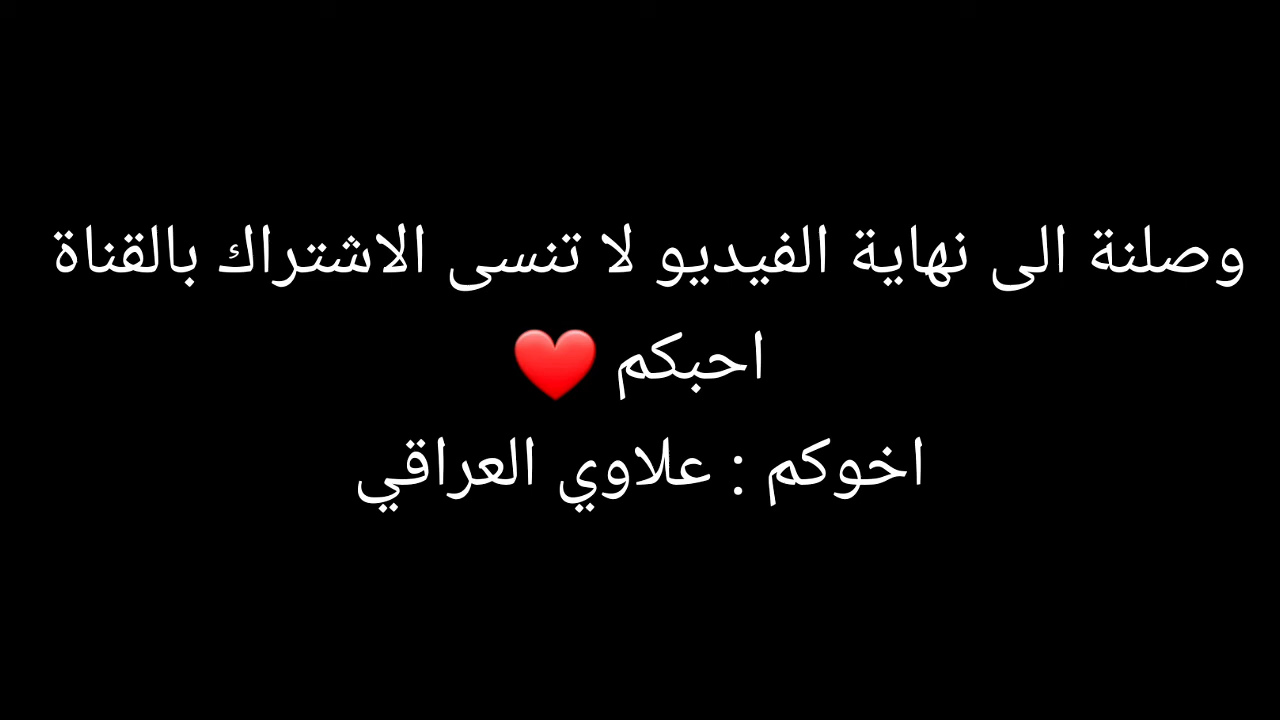 وصلنة الى نهاية الفيديو لا تنسى الاشتراك بالقناة
احبكم ❤️
اخوكم : علاوي العراقي